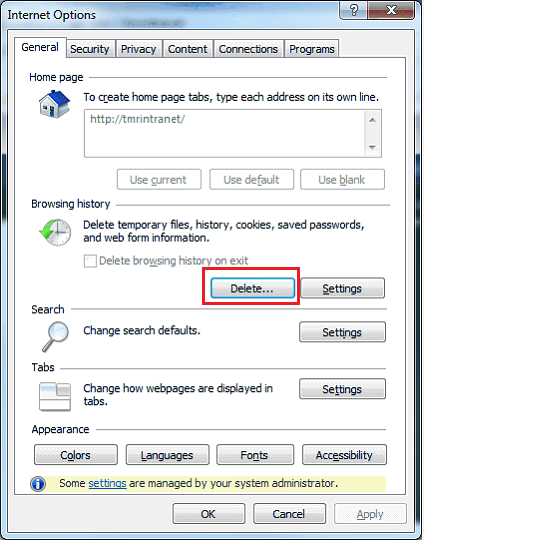 Internet Options
?
General Security Privacy Content Connections Programs
Home page
To create home page tabs, type each address on its own line.
http://tmrintranet/
Use current Use default Use blank
Browsing history
Delete temporary files, history, cookies, saved passwords,
and web form information.
Delete browsing history on exit
Delete... Settings
Search
Change search defaults.
Settings
Tabs
Change how webpages are displayed in
tabs.
Settings
Appearance
Colors Languages Fonts Accessibility
Some settings are managed by your system administrator.
OK Cancel Apply